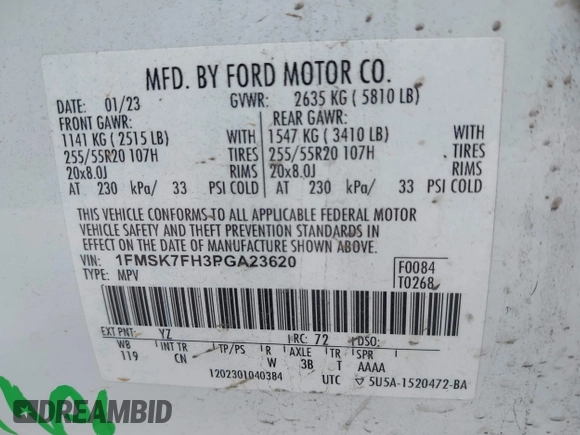 MFD. BY FORD MOTOR CO.
DATE: 01/23 GVWR: 2635 KG ( 5810 LB)
FRONT GAWR: REAR GAWR:
1141 KG ( 2515 LB) WITH 1547 KG ( 3410 LB) WITH
255/55R20 107H TIRES 255/55R20 107H TIRES
20x8.0J RIMS 20x8.0J RIMS
AT 230 kPa/ 33 PSI COLD AT 230 kPa/ 33 PSI COLD
THIS VEHICLE CONFORMS TO ALL APPLICABLE FEDERAL MOTOR
VEHICLE SAFETY AND THEFT PREVENTION STANDARDS IN
EFFECT ON THE DATE OF MANUFACTURE SHOWN ABOVE.
VIN: 1FMSK7FH3PGA23620 F0084
TYPE: MPV T0268
EXT PNT: YZ RC: 72 DSO:
WB INT TR TP/PS R AXLE TR SPR
119 CN W 3B T AAAA
1202301040384 UTC 5U5A-1520472-BA
DREAMBID